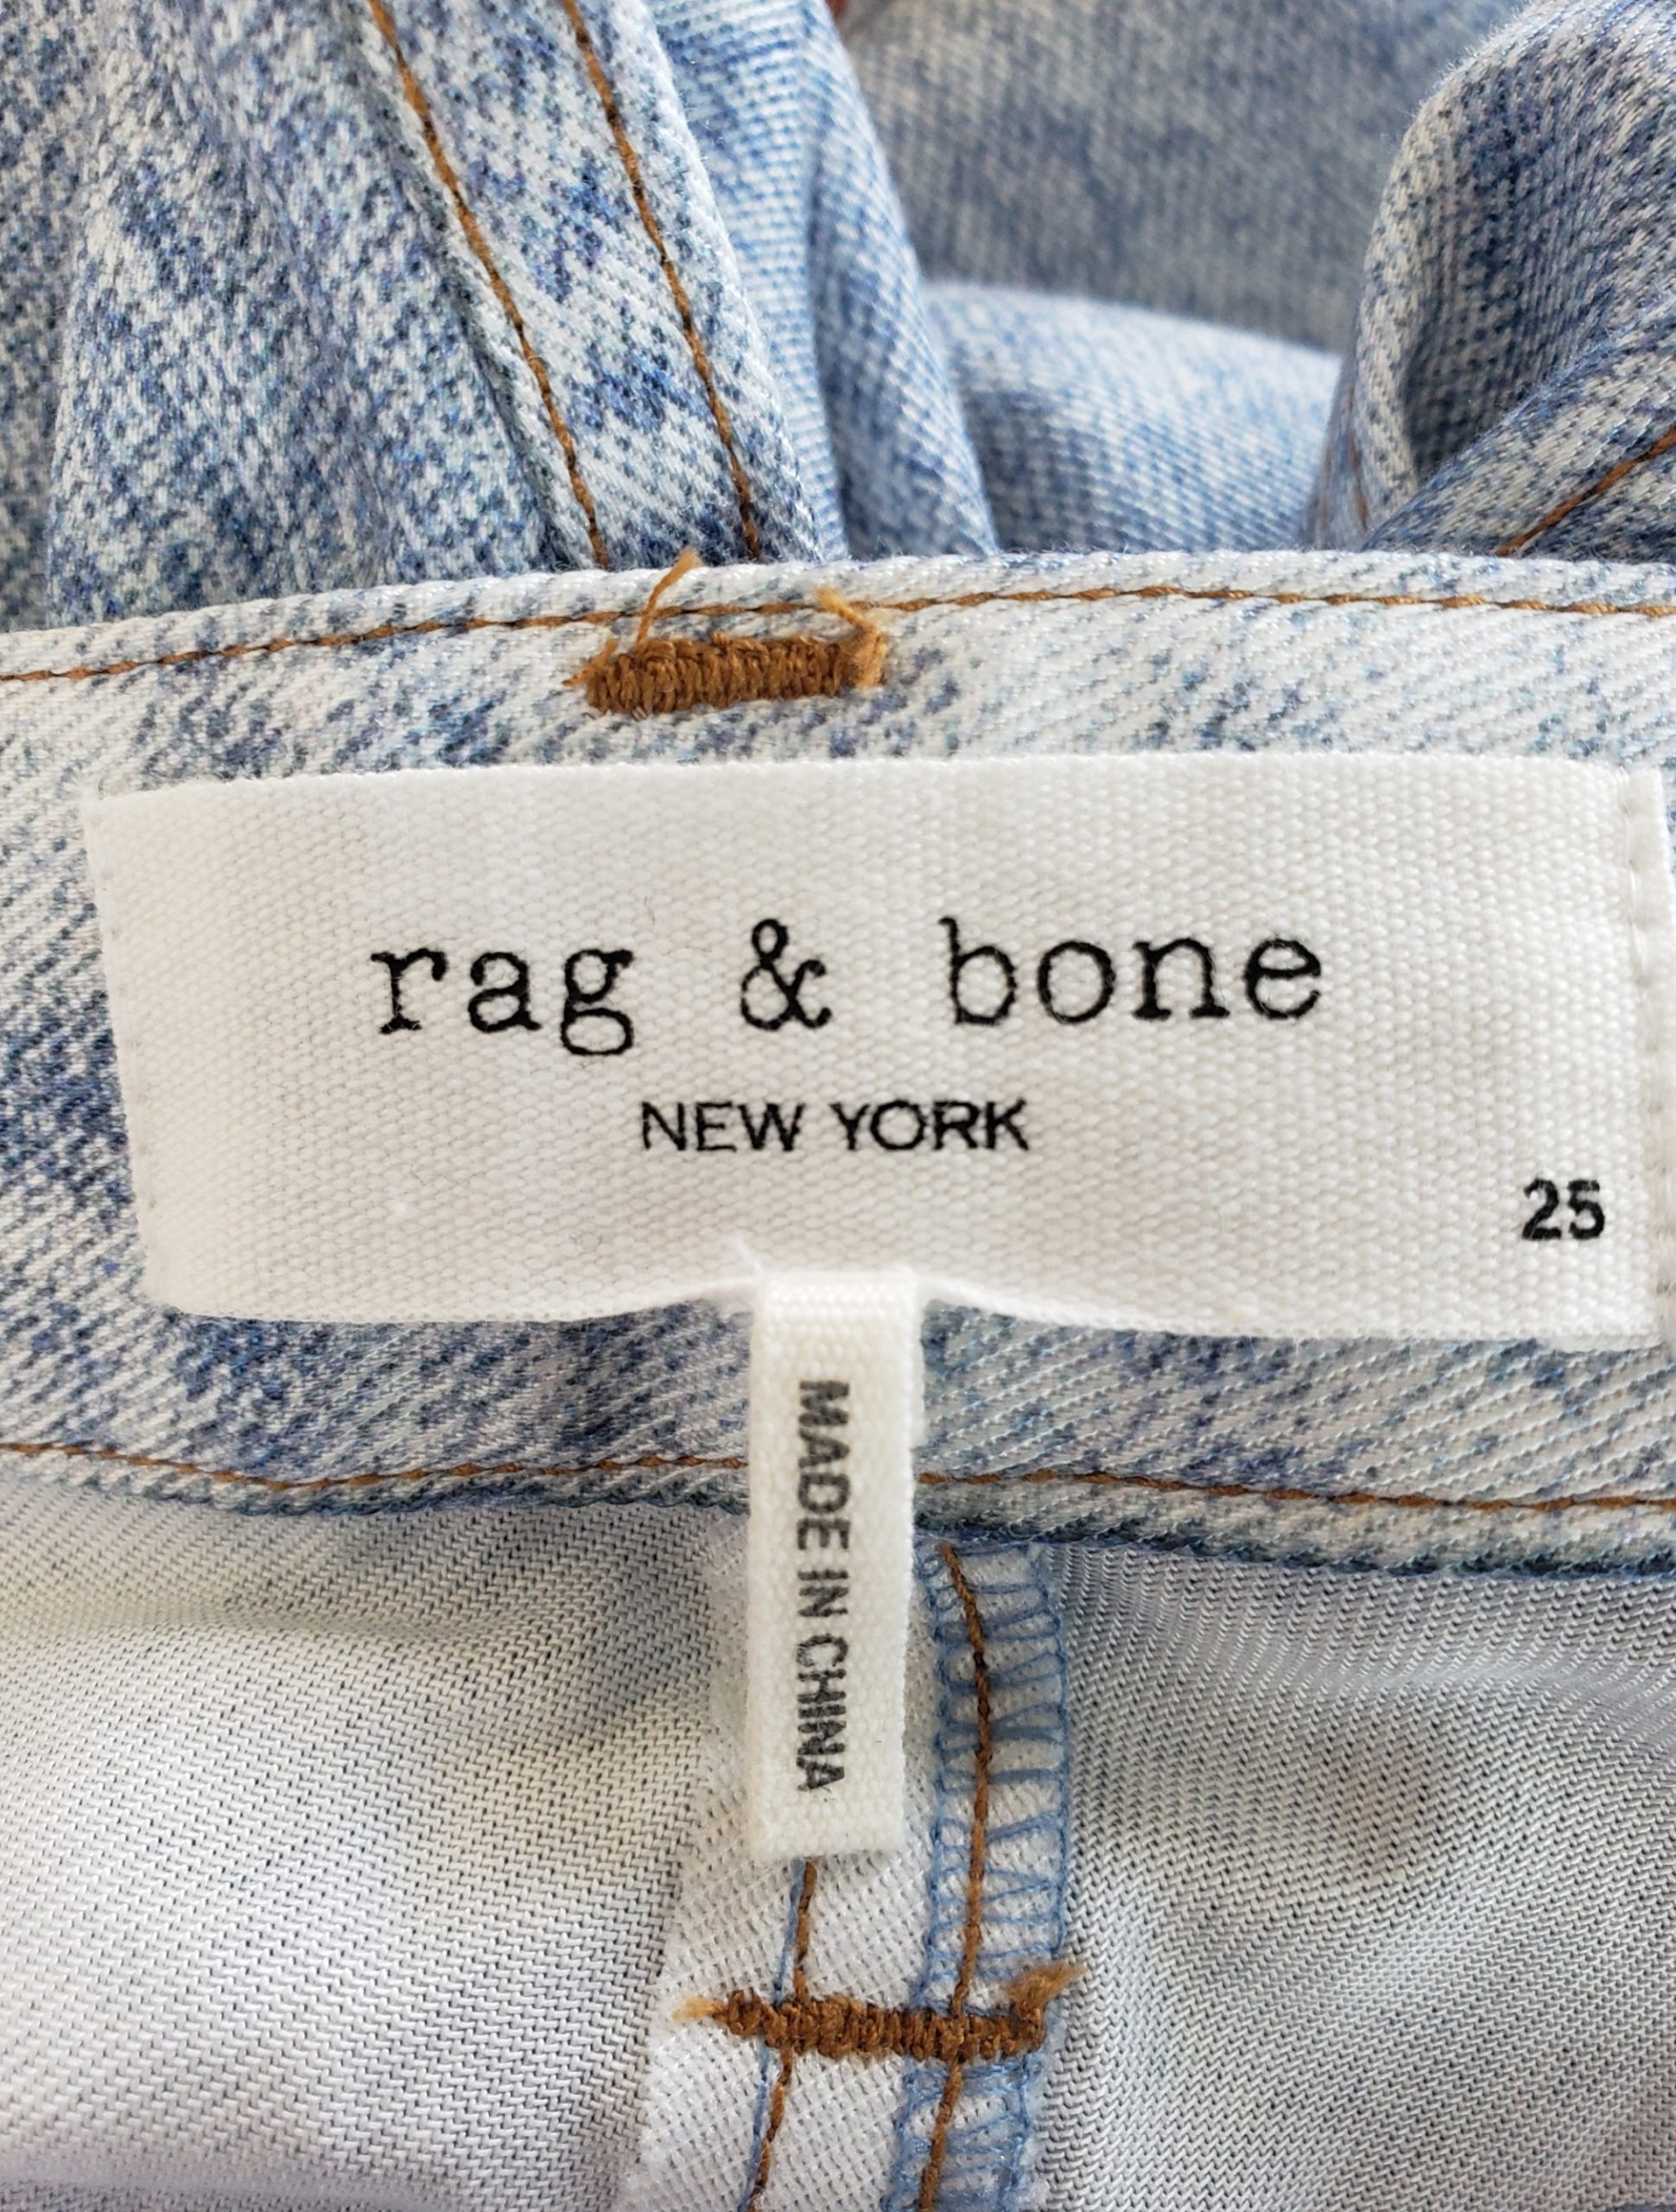 rag & bone
NEW YORK
25
MADE IN CHINA